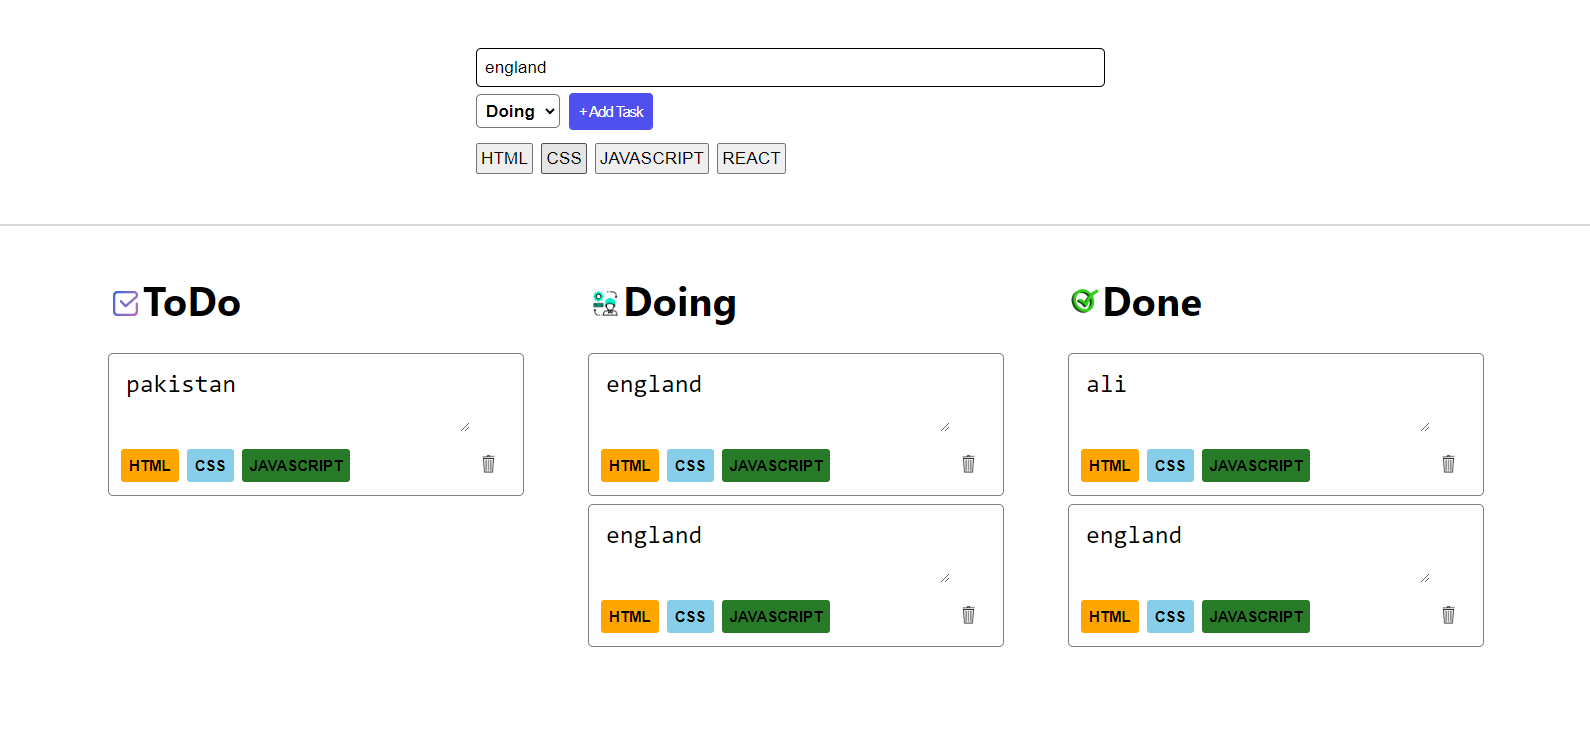 england
Doing + Add Task
HTML CSS JAVASCRIPT REACT
ToDo
pakistan
HTML CSS JAVASCRIPT
Doing
england
HTML CSS JAVASCRIPT
england
HTML CSS JAVASCRIPT
Done
ali
HTML CSS JAVASCRIPT
england
HTML CSS JAVASCRIPT